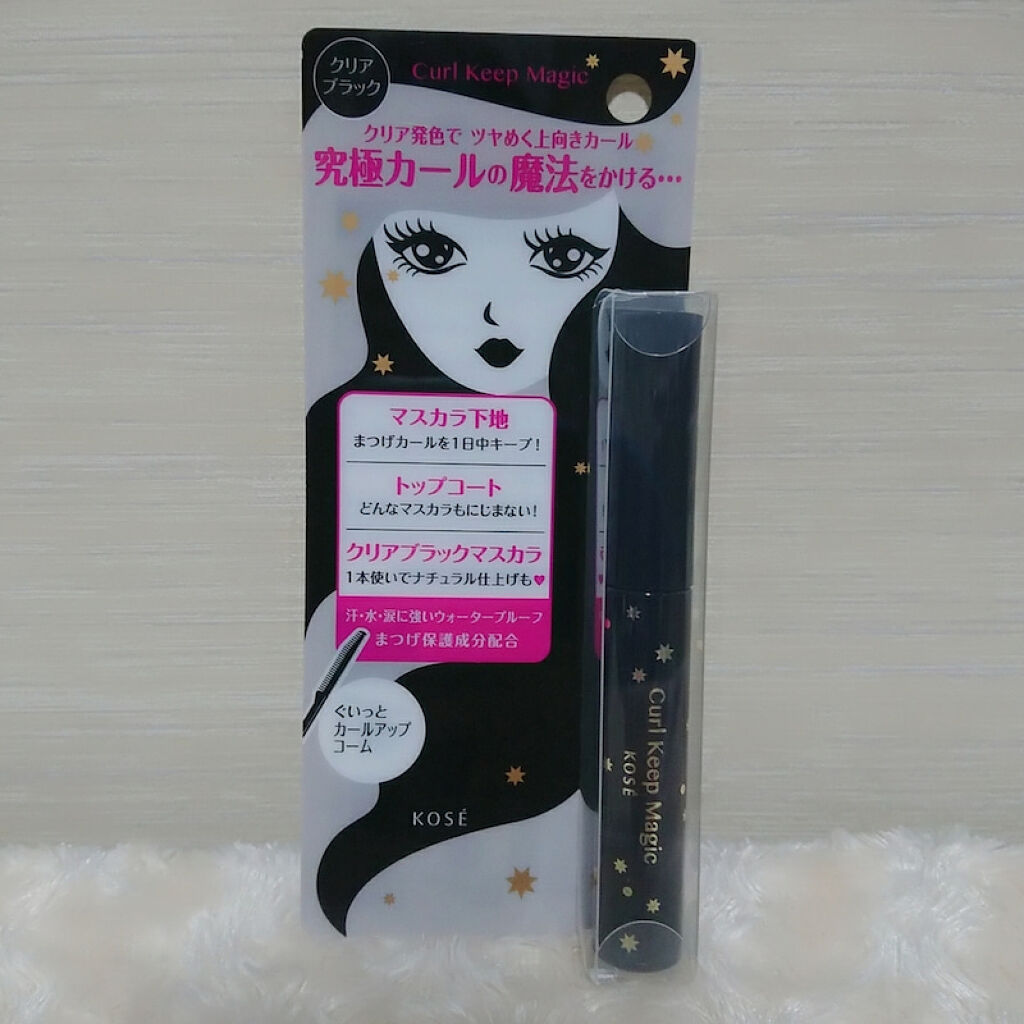 クリア
ブラック
Curl Keep Magic
クリア発色で ツヤめく上向きカール
究極カールの魔法をかける…
マスカラ下地
まつげカールを1日中キープ!
トップコート
どんなマスカラもにじまない!
クリアブラックマスカラ
1本使いでナチュラル仕上げも♥
汗・水・涙に強いウォータープルーフ
まつげ保護成分配合
ぐいっと
カールアップ
コーム
KOSÉ
Curl Keep Magic
KOSÉ